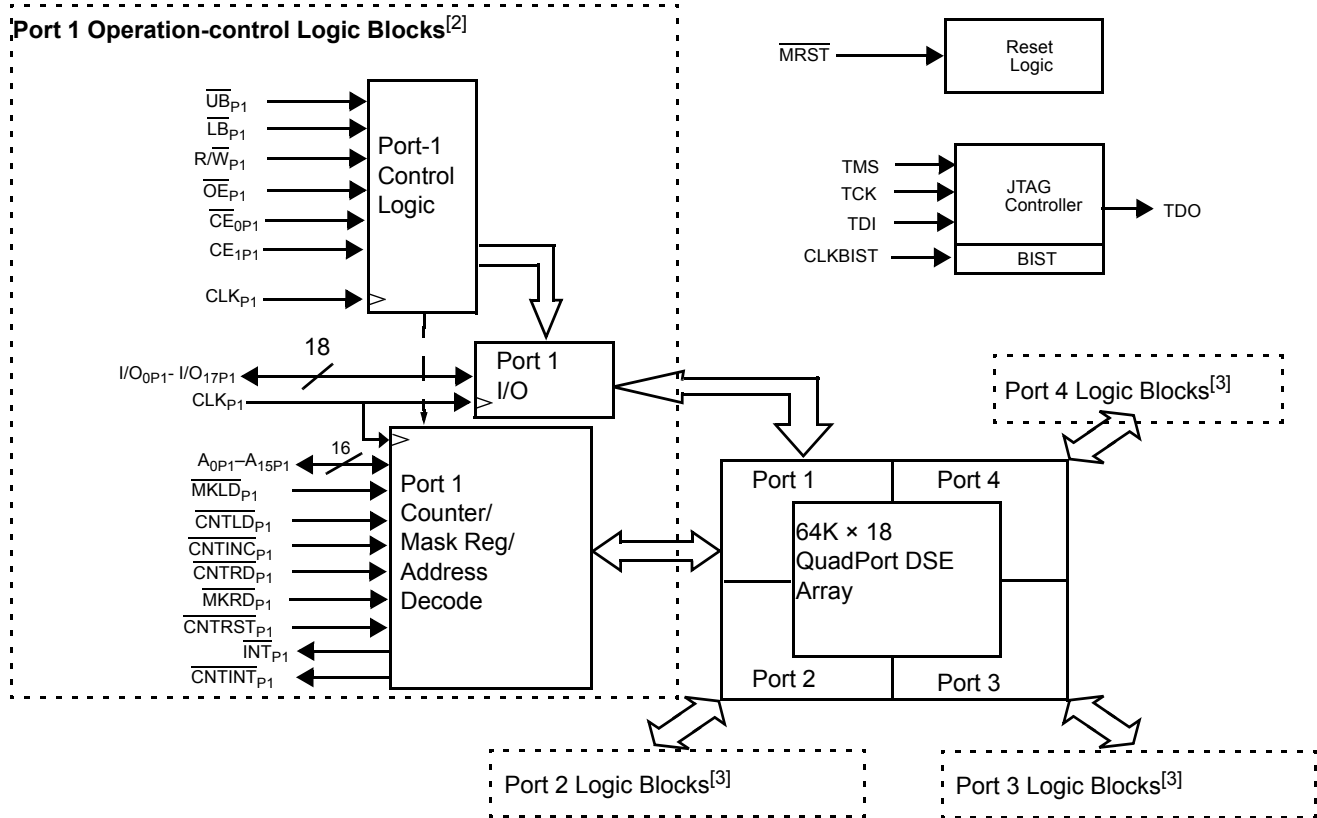 Port 1 Operation-control Logic Blocks[2]
UBP1
LBP1
R/WP1
OEP1
CE0P1
CE1P1
CLKP1
Port-1
Control
Logic
18
I/O0P1- I/O17P1
CLKP1
Port 1
I/O
16
A0P1–A15P1
MKLDP1
CNTLDP1
CNTINCP1
CNTRDP1
MKRDP1
CNTRSTP1
INTP1
CNTINTP1
Port 1
Counter/
Mask Reg/
Address
Decode
MRST
Reset
Logic
TMS
TCK
TDI
CLKBIST
JTAG
Controller
BIST
TDO
Port 4 Logic Blocks[3]
Port 1
Port 4
64K × 18
QuadPort DSE
Array
Port 2
Port 3
Port 2 Logic Blocks[3]
Port 3 Logic Blocks[3]